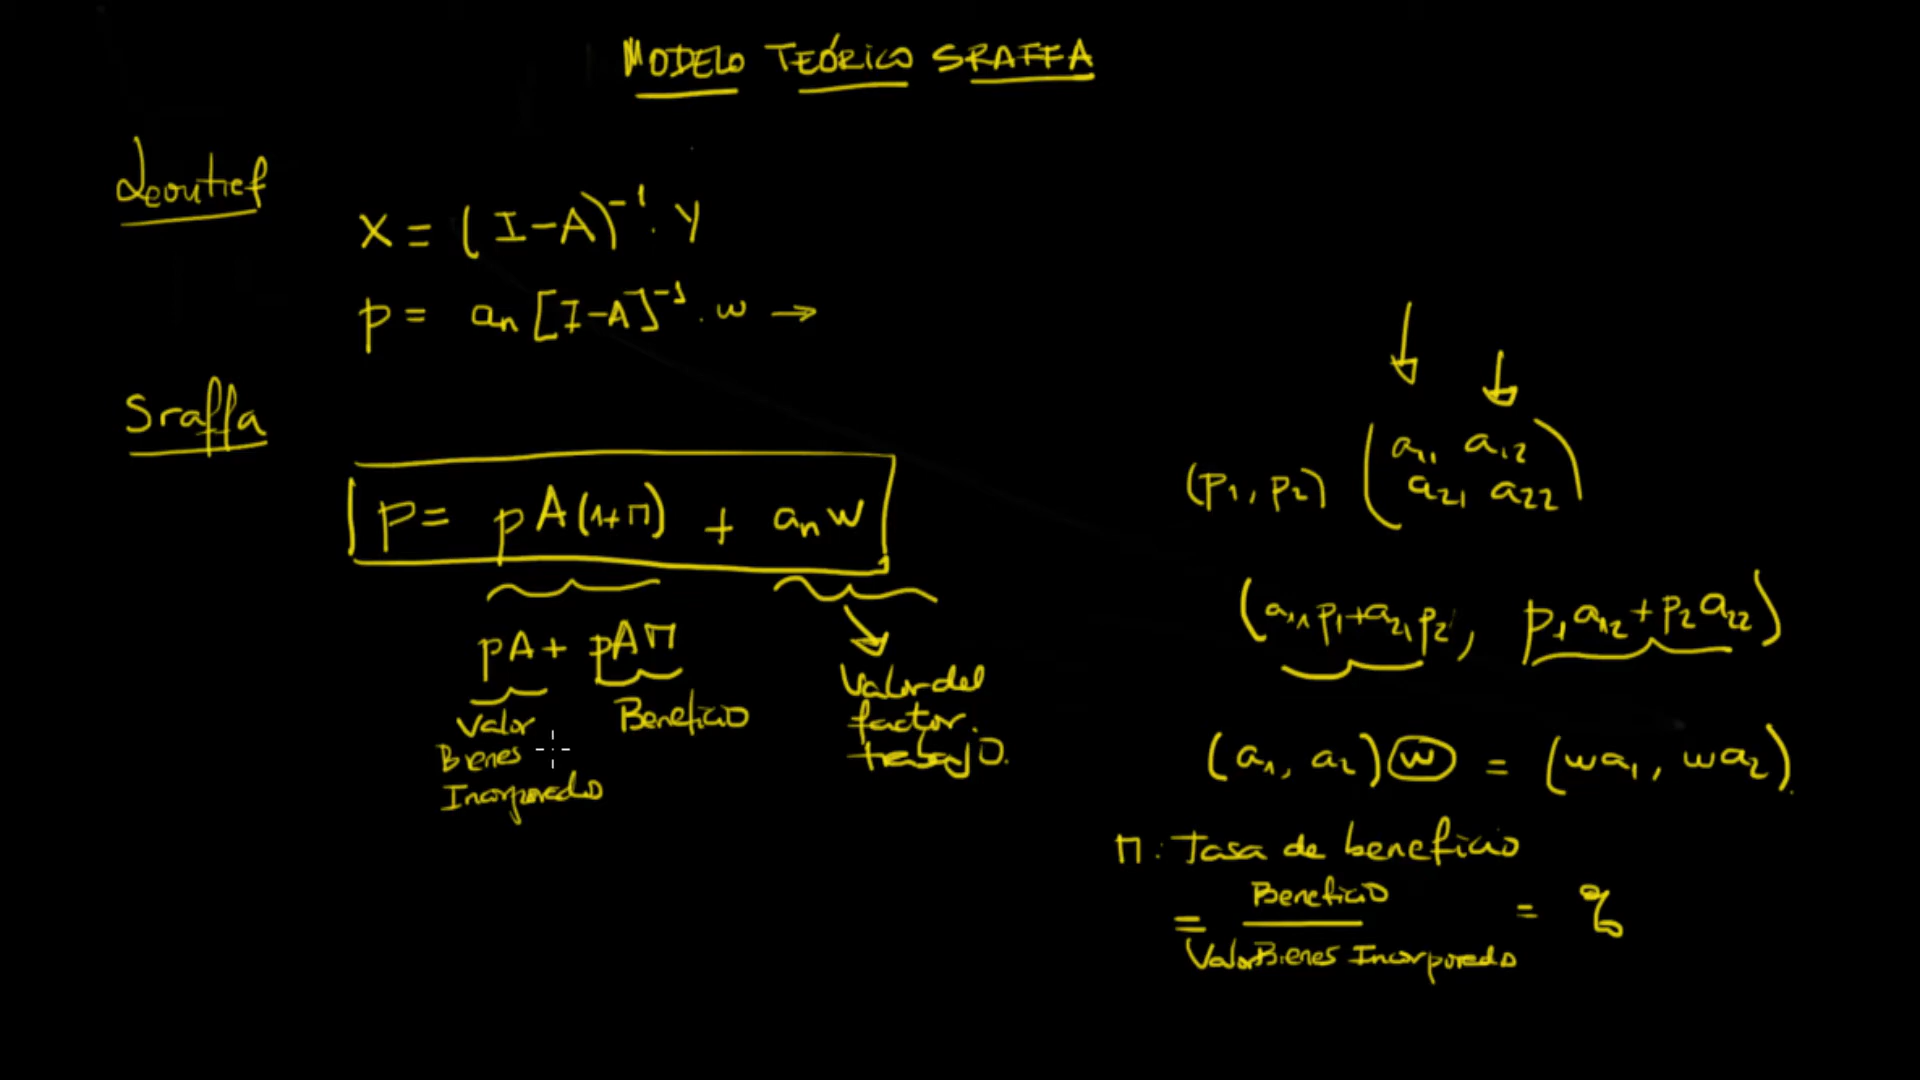 MODELO TEÓRICO SRAFFA
Leontief
X = (I-A)⁻¹. Y
p = aₙ [I-A]⁻¹. w →
Sraffa
p = pA(1+π) + aₙw
pA + pAπ
Valor
Bienes
Incorporado
Beneficio
Valor del
factor.
trabajo.
(p₁, p₂) (a₁₁ a₁₂
a₂₁ a₂₂)
(a₁₁p₁+a₂₁p₂, p₁a₁₂+p₂a₂₂)
(a₁, a₂) w = (wa₁, wa₂).
π: Tasa de beneficio
= Beneficio / Valor Bienes Incorporado = %